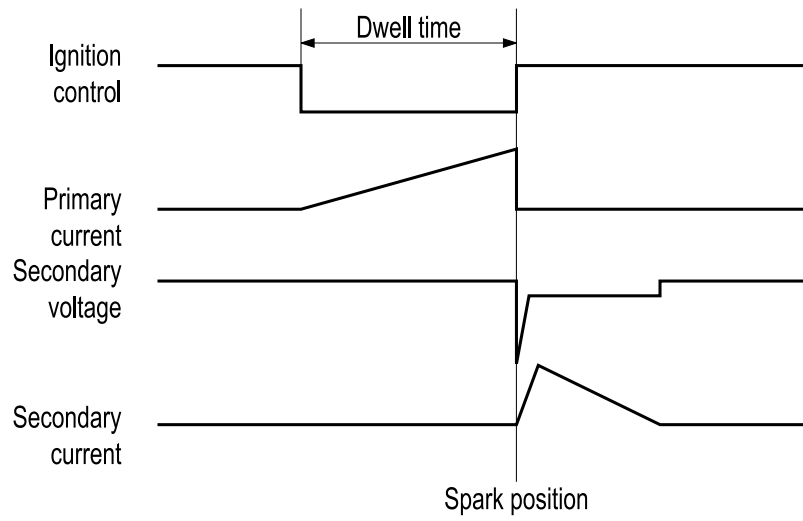 Dwell time
Ignition
control
Primary
current
Secondary
voltage
Secondary
current
Spark position